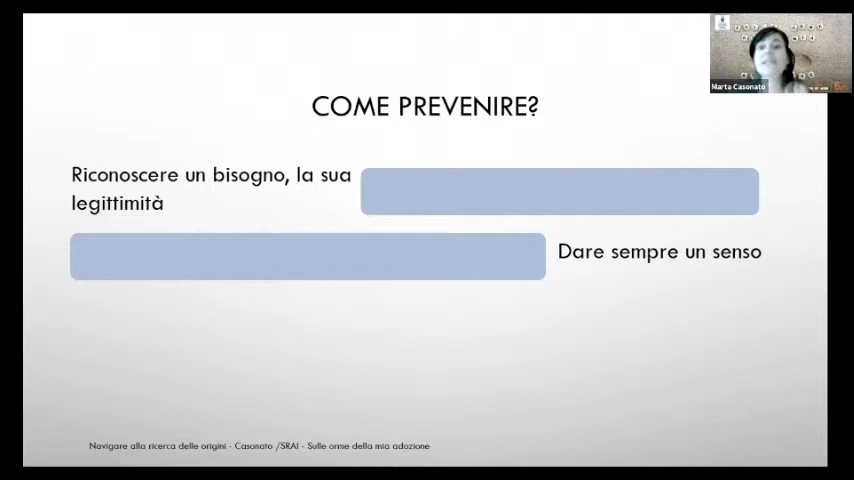 Marta Casonato
COME PREVENIRE?
Riconoscere un bisogno, la sua
legittimità
Dare sempre un senso
Navigare alla ricerca delle origini - Casonato /SRAI - Sulle orme della mia adozione